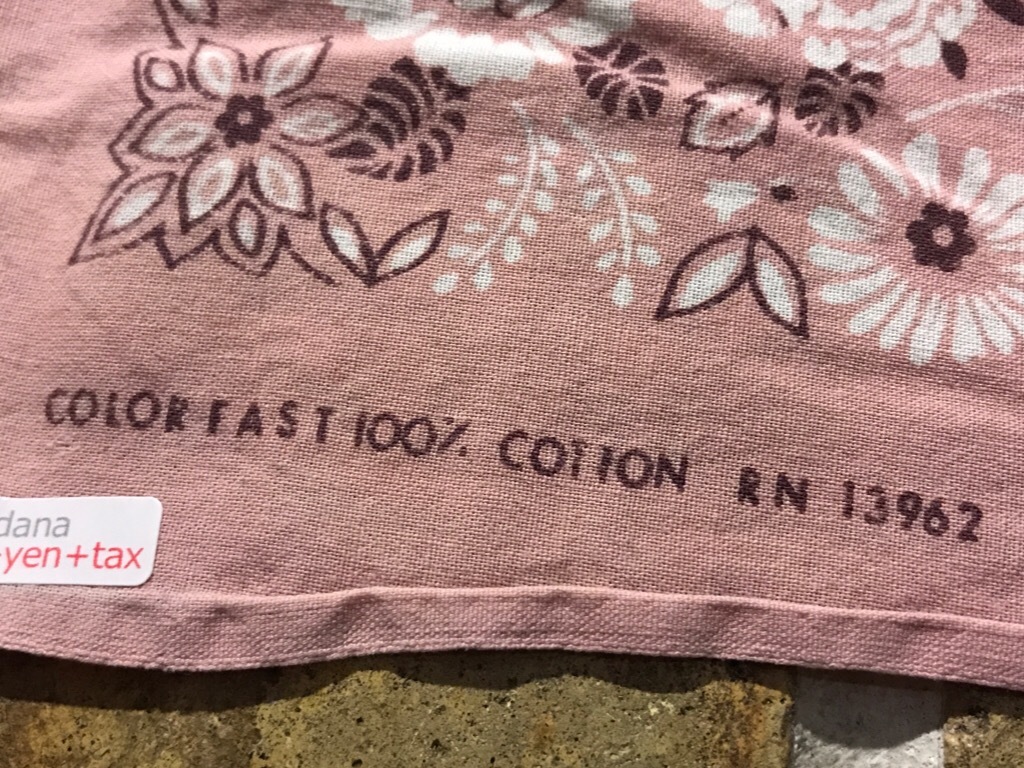 COLOR FAST 100% COTTON RN 13962
dana
-yen+tax